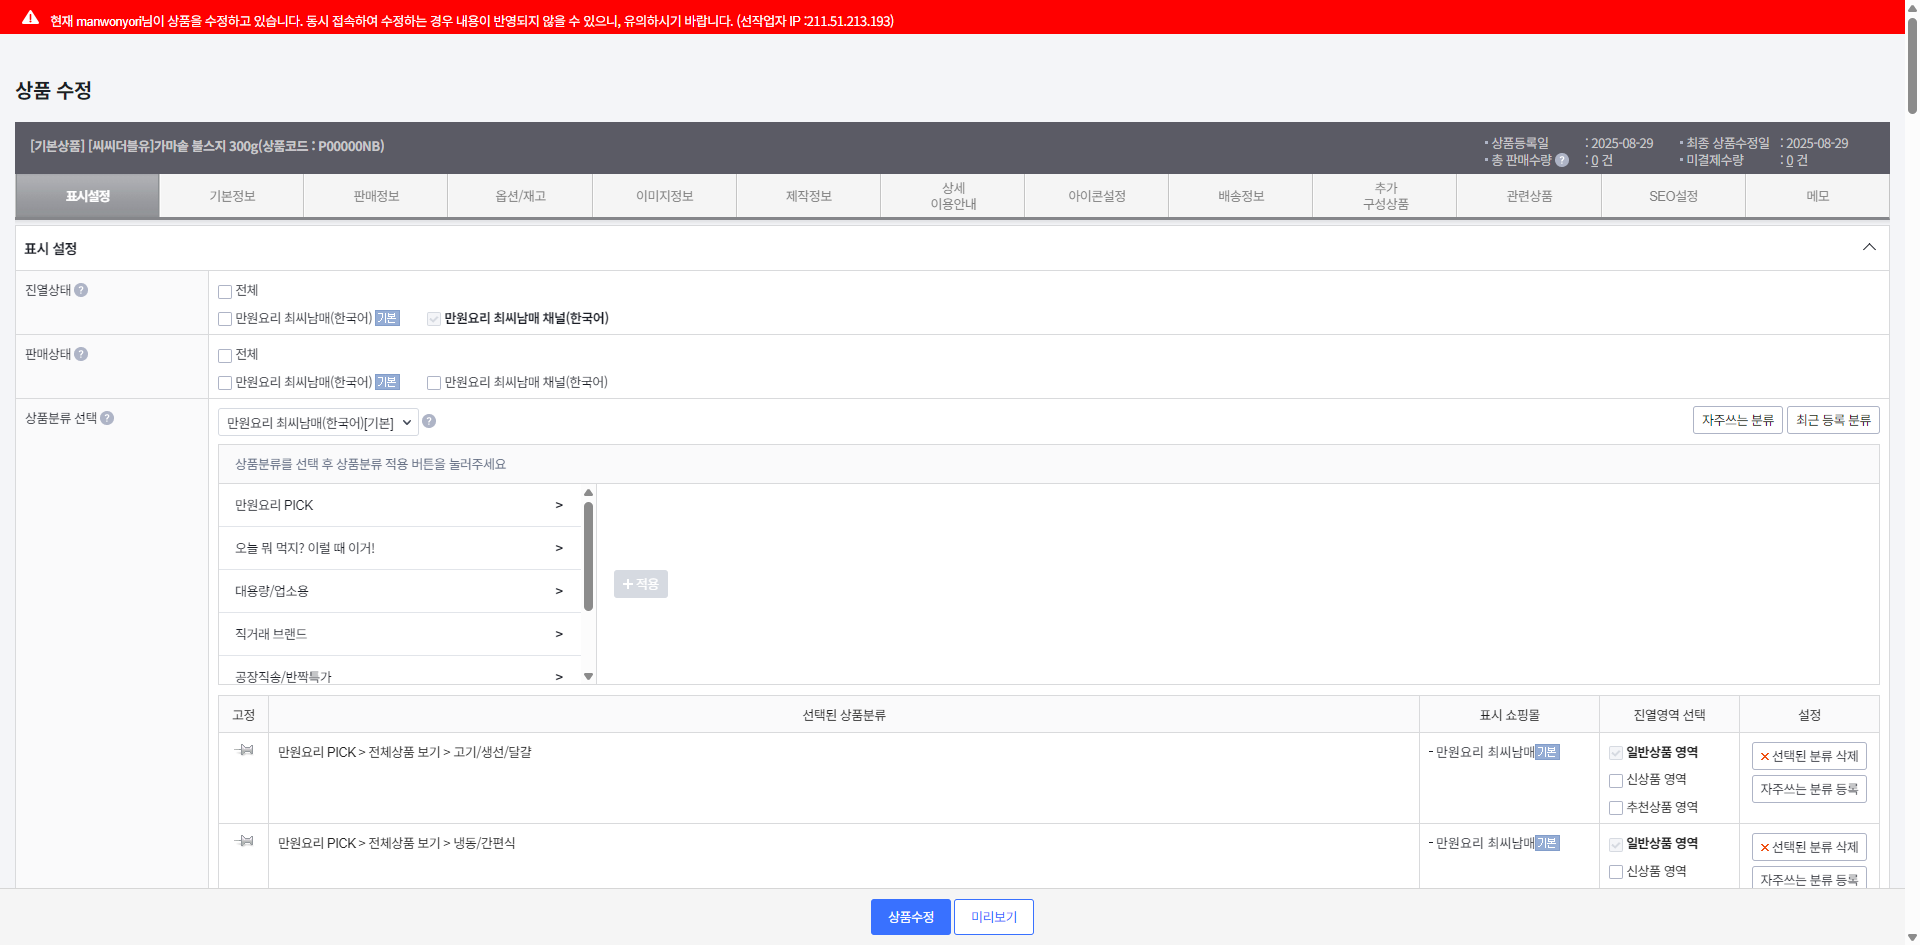 현재 manwonyori님이 상품을 수정하고 있습니다. 동시 접속하여 수정하는 경우 내용이 반영되지 않을 수 있으니, 유의하시기 바랍니다. (선작업자 IP :211.51.213.193)
상품 수정
[기본상품] [씨씨더블유]가마솥 불스지 300g(상품코드 : P00000NB)
상품등록일 : 2025-08-29 최종 상품수정일 : 2025-08-29
총 판매수량 ? : 0 건 미결제수량 : 0 건
표시설정 기본정보 판매정보 옵션/재고 이미지정보 제작정보 상세 이용안내 아이콘설정 배송정보 추가 구성상품 관련상품 SEO설정 메모
표시 설정
진열상태 ? 전체
만원요리 최씨남매(한국어) 기본 만원요리 최씨남매 채널(한국어)
판매상태 ? 전체
만원요리 최씨남매(한국어) 기본 만원요리 최씨남매 채널(한국어)
상품분류 선택 ? 만원요리 최씨남매(한국어)[기본] ? 자주쓰는 분류 최근 등록 분류
상품분류를 선택 후 상품분류 적용 버튼을 눌러주세요
만원요리 PICK >
오늘 뭐 먹지? 이럴 때 이거! >
+ 적용
대용량/업소용 >
직거래 브랜드 >
공장직송/반짝특가 >
고정 선택된 상품분류 표시 쇼핑몰 진열영역 선택 설정
만원요리 PICK > 전체상품 보기 > 고기/생선/달걀 - 만원요리 최씨남매 기본 일반상품 영역 × 선택된 분류 삭제
신상품 영역 자주쓰는 분류 등록
추천상품 영역
만원요리 PICK > 전체상품 보기 > 냉동/간편식 - 만원요리 최씨남매 기본 일반상품 영역 × 선택된 분류 삭제
신상품 영역 자주쓰는 분류 등록
상품수정 미리보기